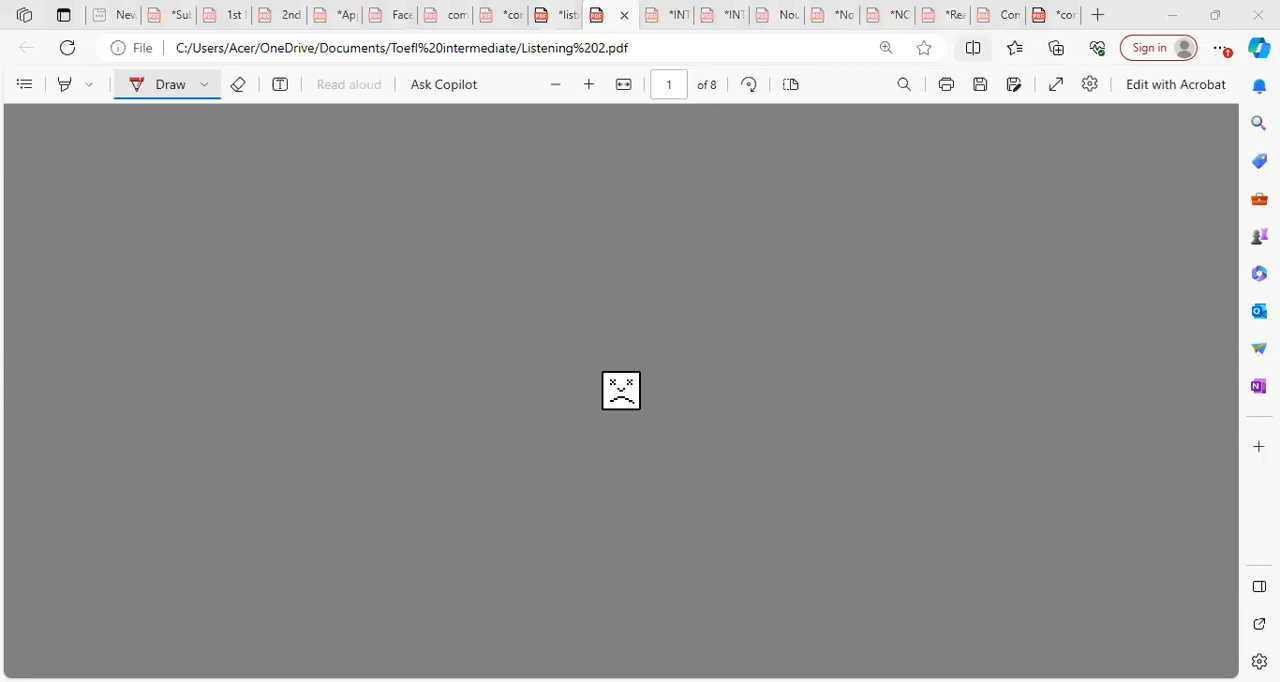 New
*Sul
1st
2nd
*Ap
Face
com
*cor
*list
*INT
*INT
Nou
*No
*NC
*Rea
Con
*cor
File
C:/Users/Acer/OneDrive/Documents/Toefl%20intermediate/Listening%202.pdf
Sign in
Draw
Read aloud
Ask Copilot
1
of 8
Edit with Acrobat